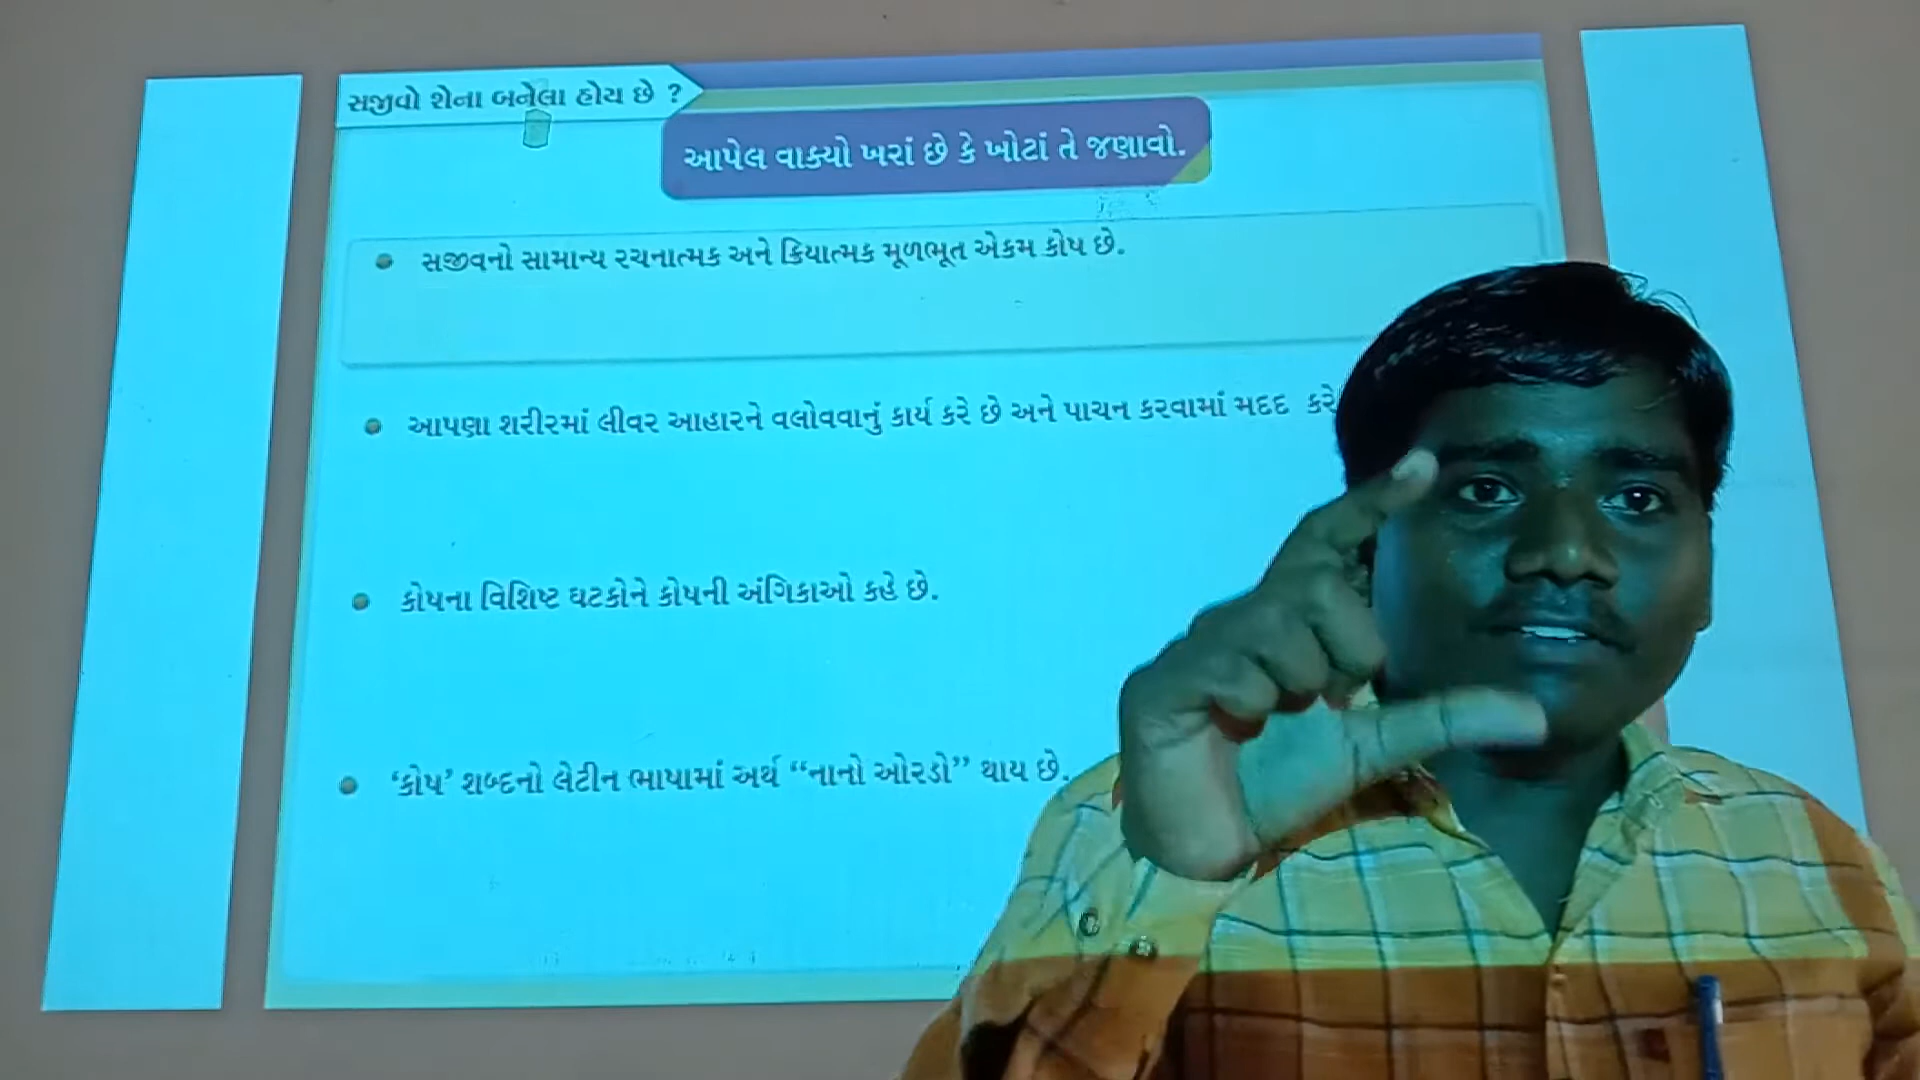 સજીવો શેના બનેલા હોય છે ?
આપેલ વાક્યો ખરાં છે કે ખોટાં તે જણાવો.
સજીવનો સામાન્ય રચનાત્મક અને ક્રિયાત્મક મૂળભૂત એકમ કોષ છે.
આપણા શરીરમાં લીવર આહારને વલોવવાનું કાર્ય કરે છે અને પાચન કરવામાં મદદ કરે
કોષના વિશિષ્ટ ઘટકોને કોષની અંગિકાઓ કહે છે.
‘કોષ’ શબ્દનો લેટીન ભાષામાં અર્થ “નાનો ઓરડો” થાય છે.